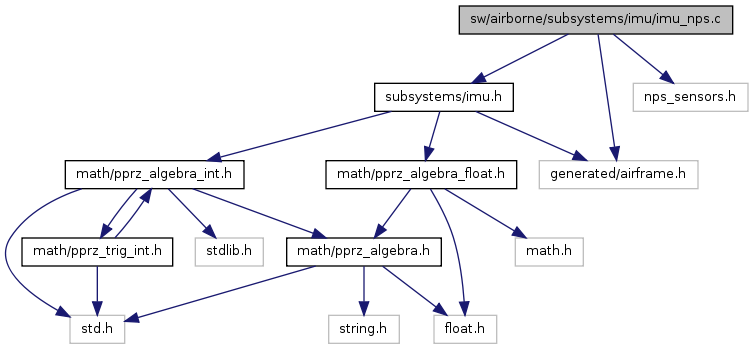 sw/airborne/subsystems/imu/imu_nps.c
subsystems/imu.h
nps_sensors.h
math/pprz_algebra_int.h
math/pprz_algebra_float.h
generated/airframe.h
math/pprz_trig_int.h
stdlib.h
math/pprz_algebra.h
math.h
std.h
string.h
float.h